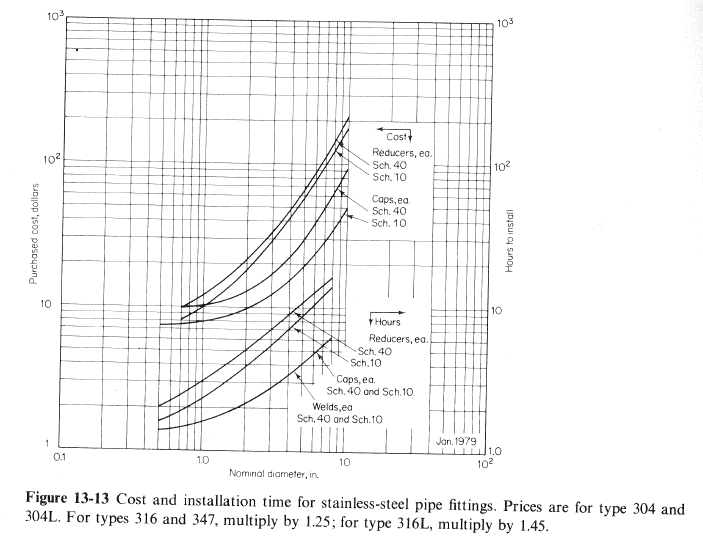 10³
10³
Cost
Reducers, ea.
Sch. 40
Sch. 10
10²
10²
Caps, ea.
Sch. 40
Sch. 10
Purchased cost, dollars
Hours to install
10
10
Hours
Reducers, ea.
Sch. 40
Sch. 10
Caps, ea.
Sch. 40 and Sch. 10
Welds, ea
Sch. 40 and Sch. 10
Jan. 1979
1
1.0
0.1
1.0
10
10²
Nominal diameter, in.
Figure 13-13 Cost and installation time for stainless-steel pipe fittings. Prices are for type 304 and
304L. For types 316 and 347, multiply by 1.25; for type 316L, multiply by 1.45.